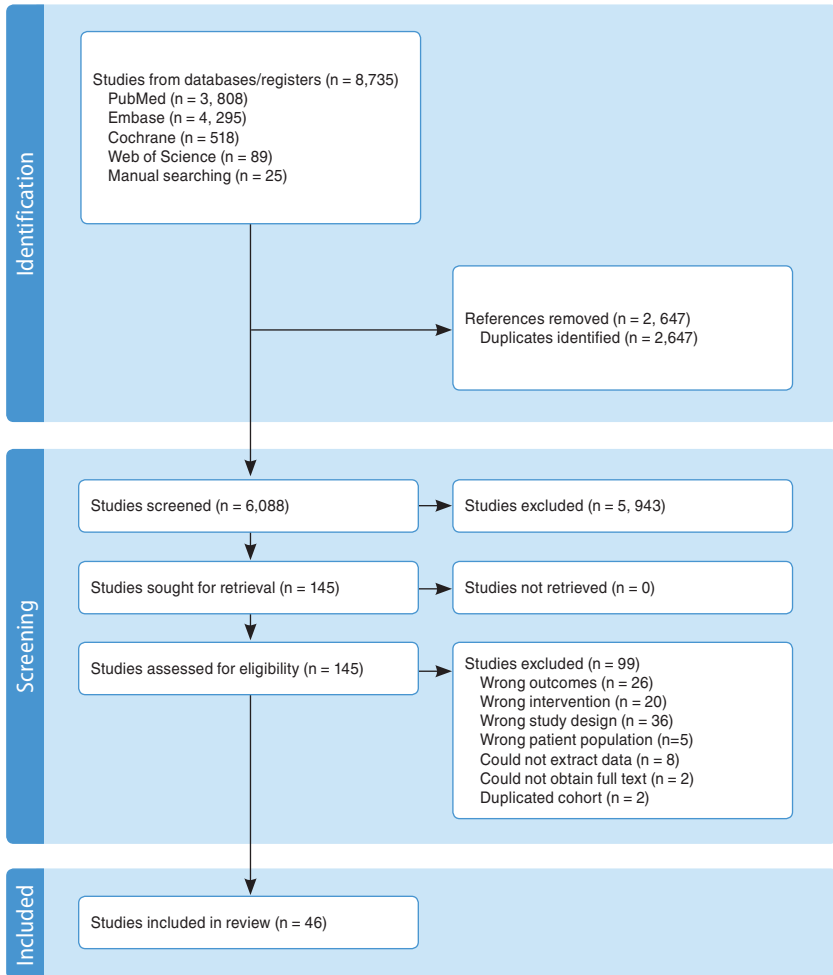 Identification
Studies from databases/registers (n = 8,735)
PubMed (n = 3, 808)
Embase (n = 4, 295)
Cochrane (n = 518)
Web of Science (n = 89)
Manual searching (n = 25)
References removed (n = 2, 647)
Duplicates identified (n = 2,647)
Screening
Studies screened (n = 6,088)
Studies excluded (n = 5, 943)
Studies sought for retrieval (n = 145)
Studies not retrieved (n = 0)
Studies assessed for eligibility (n = 145)
Studies excluded (n = 99)
Wrong outcomes (n = 26)
Wrong intervention (n = 20)
Wrong study design (n = 36)
Wrong patient population (n=5)
Could not extract data (n = 8)
Could not obtain full text (n = 2)
Duplicated cohort (n = 2)
Included
Studies included in review (n = 46)